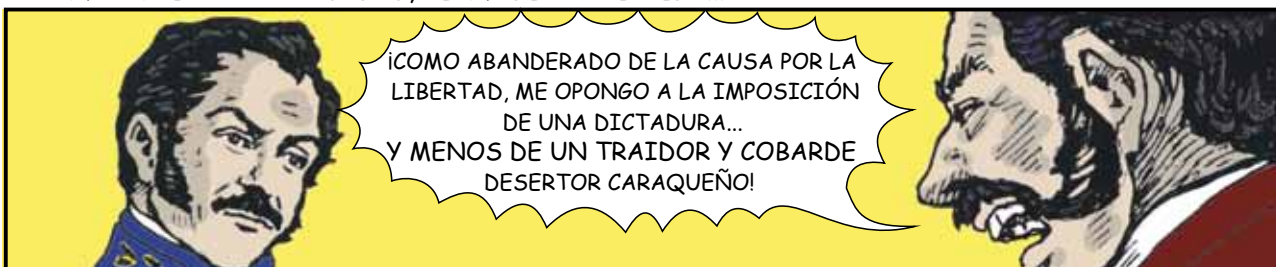 ¡COMO ABANDERADO DE LA CAUSA POR LA
LIBERTAD, ME OPONGO A LA IMPOSICIÓN
DE UNA DICTADURA...
Y MENOS DE UN TRAIDOR Y COBARDE
DESERTOR CARAQUEÑO!